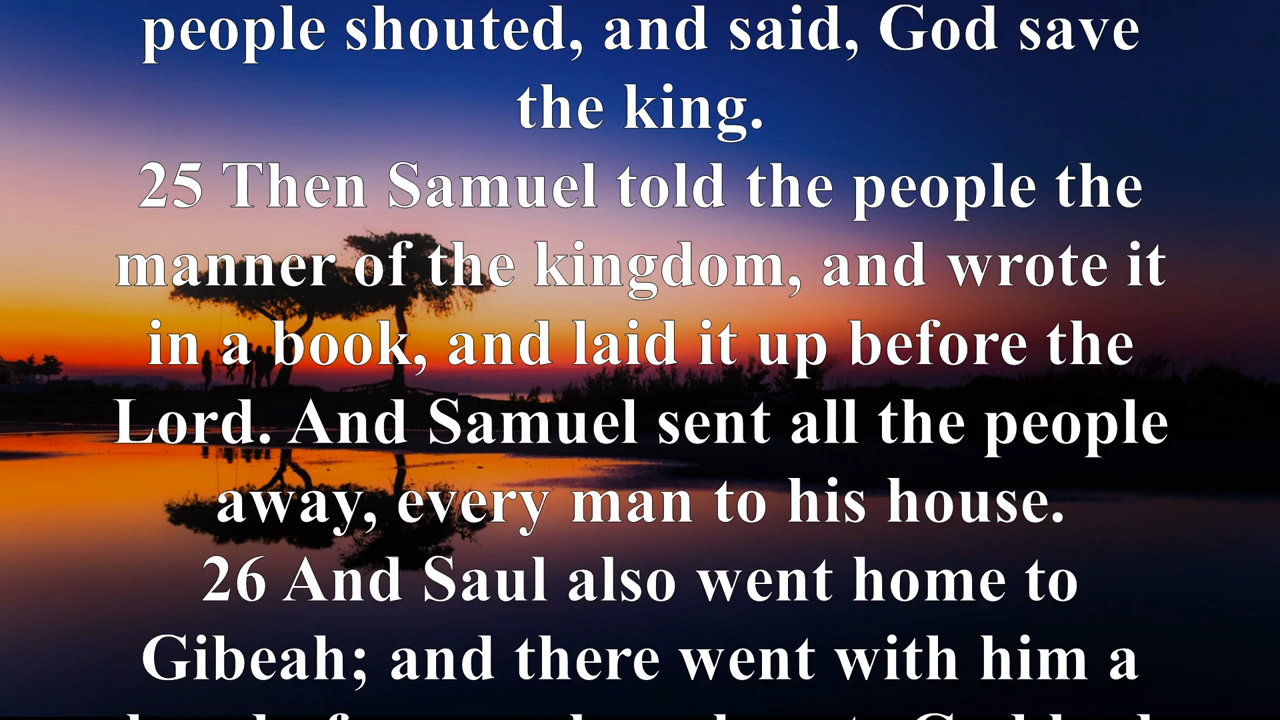 people shouted, and said, God save
the king.
25 Then Samuel told the people the
manner of the kingdom, and wrote it
in a book, and laid it up before the
Lord. And Samuel sent all the people
away, every man to his house.
26 And Saul also went home to
Gibeah; and there went with him a